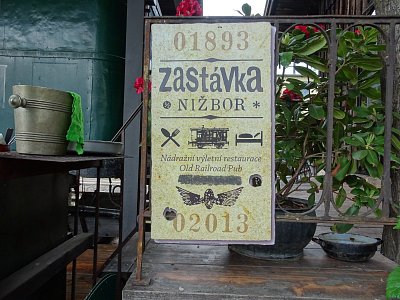 01893
zastávka
NIŽBOR
Nádražní výletní restaurace
Old Railroad Pub
02013